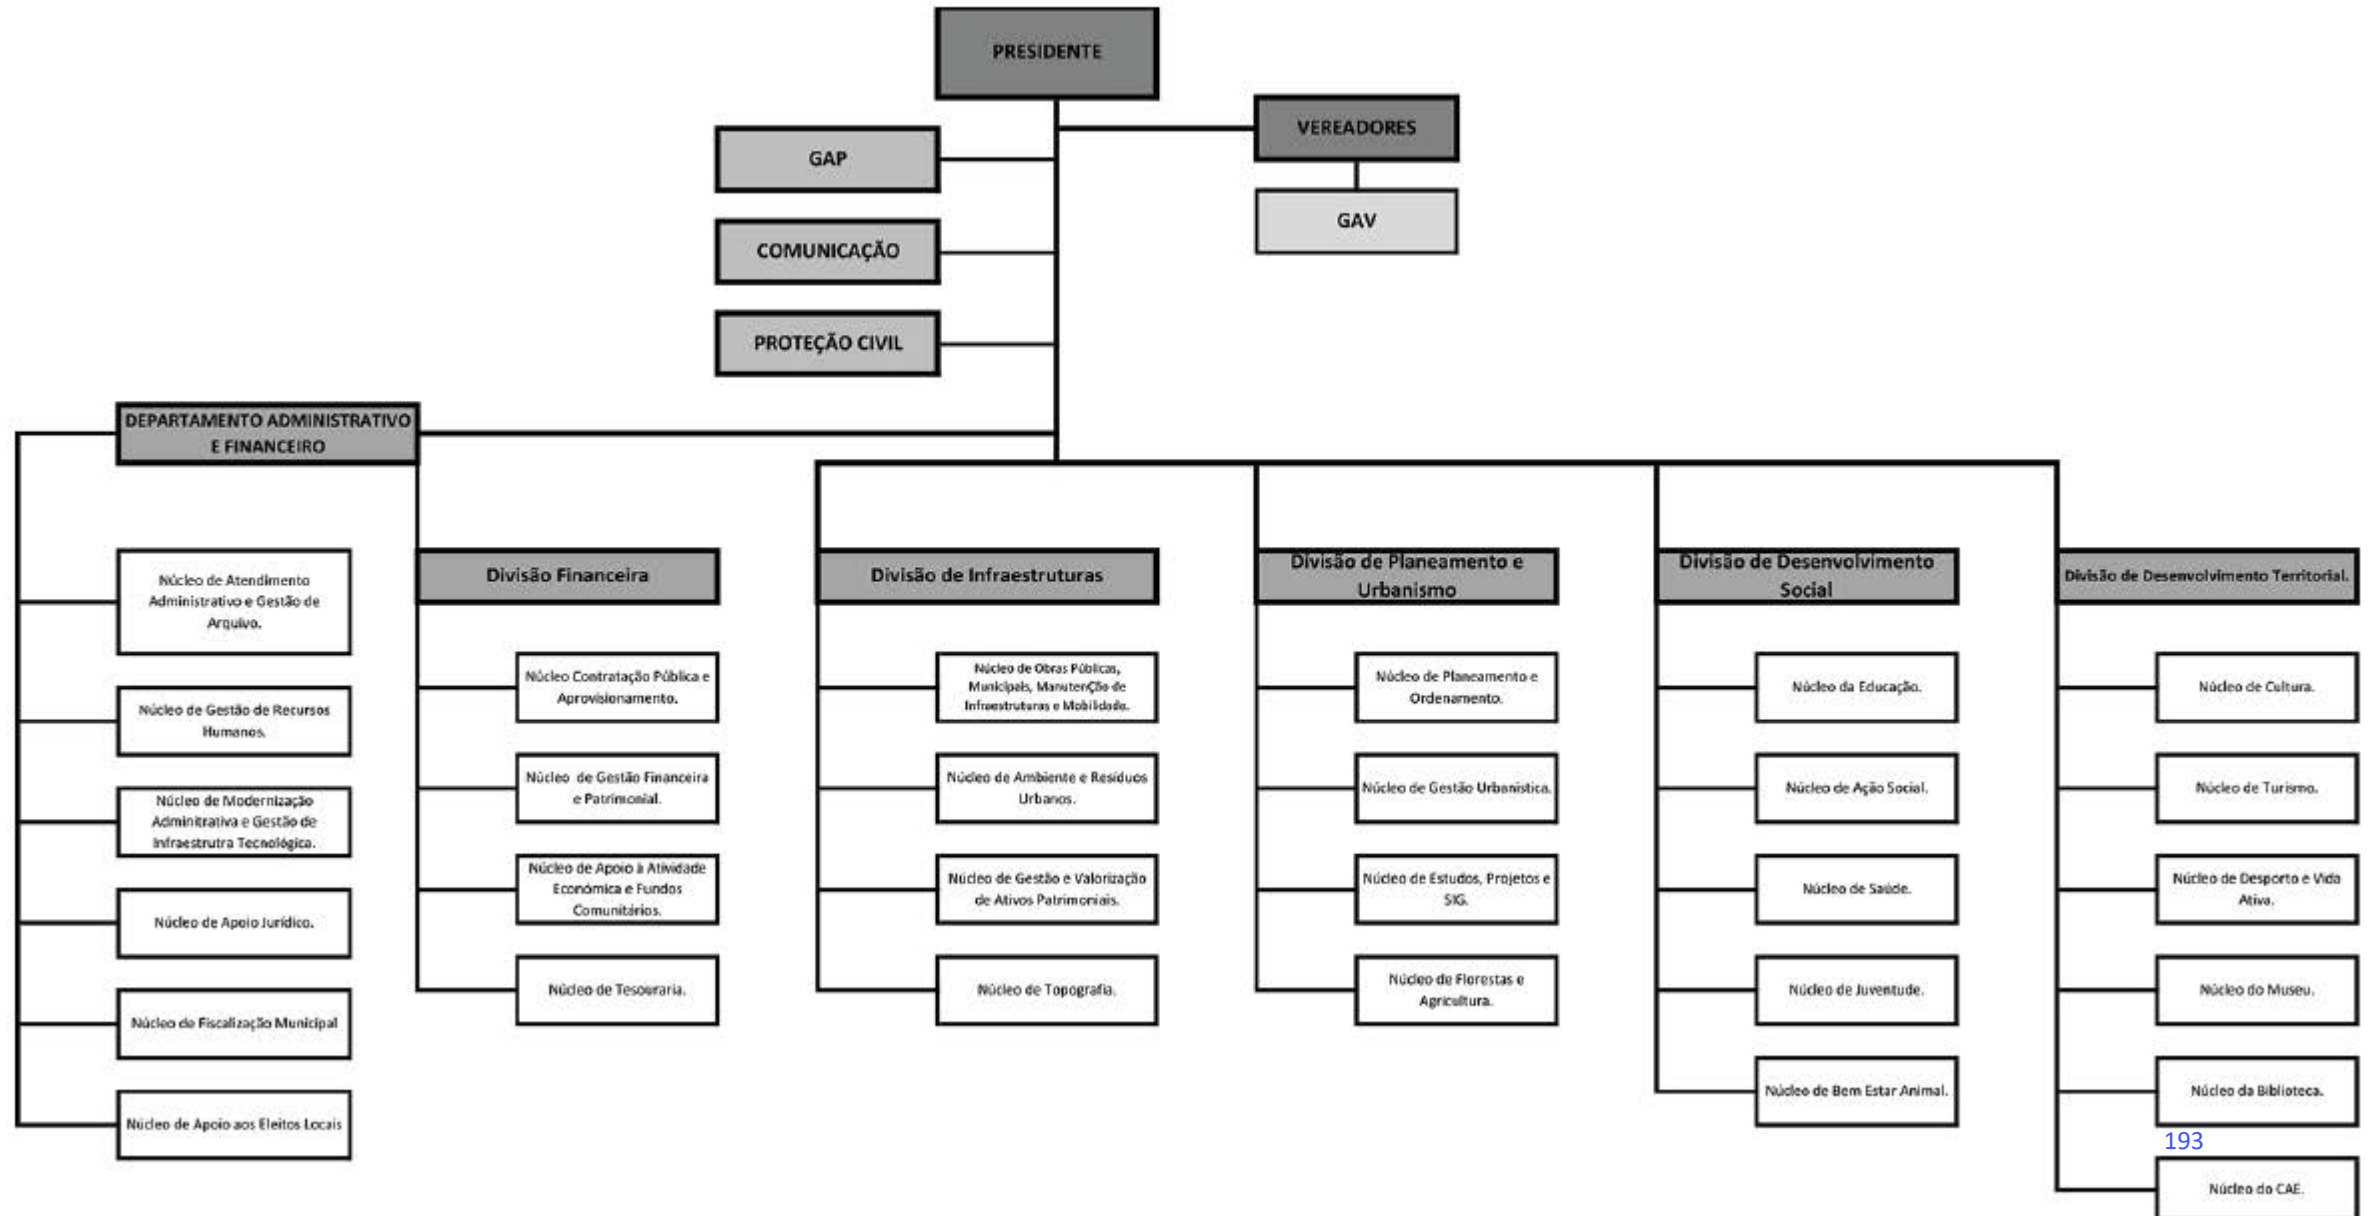 PRESIDENTE
VEREADORES
GAP
GAV
COMUNICAÇÃO
PROTEÇÃO CIVIL
DEPARTAMENTO ADMINISTRATIVO
E FINANCEIRO
Núcleo de Atendimento
Administrativo e Gestão de
Arquivo.
Núcleo de Gestão de Recursos
Humanos.
Núcleo de Modernização
Adminitrativa e Gestão de
Infraestrutra Tecnológica.
Núcleo de Apoio Jurídico.
Núcleo de Fiscalização Municipal
Núcleo de Apoio aos Eleitos Locais
Divisão Financeira
Núcleo Contratação Pública e
Aprovisionamento.
Núcleo de Gestão Financeira
e Patrimonial.
Núcleo de Apoio à Atividade
Económica e Fundos
Comunitários.
Núcleo de Tesouraria.
Divisão de Infraestruturas
Núcleo de Obras Públicas,
Municipais, ManutenÇão de
Infraestruturas e Mobilidade.
Núcleo de Ambiente e Resíduos
Urbanos.
Núcleo de Gestão e Valorização
de Ativos Patrimoniais.
Núcleo de Topografia.
Divisão de Planeamento e
Urbanismo
Núcleo de Planeamento e
Ordenamento.
Núcleo de Gestão Urbanistica.
Núcleo de Estudos, Projetos e
SIG.
Núcleo de Florestas e
Agricultura.
Divisão de Desenvolvimento
Social
Núcleo da Educação.
Núcleo de Ação Social.
Núcleo de Saúde.
Núcleo de Juventude.
Núcleo de Bem Estar Animal.
Divisão de Desenvolvimento Territorial.
Núcleo de Cultura.
Núcleo de Turismo.
Núcleo de Desporto e Vida
Ativa.
Núcleo do Museu.
Núcleo da Biblioteca.
193
Núcleo do CAE.